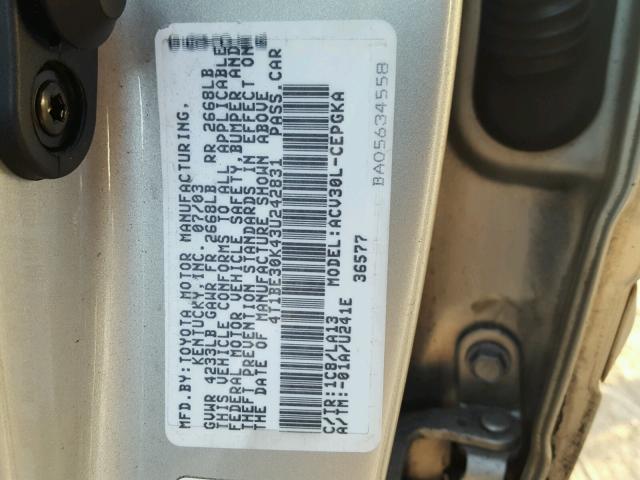 MFD.BY:TOYOTA MOTOR MANUFACTURING,
KENTUCKY,INC. 07/03
GVWR 4233LB GAWR FR 2668LB RR 2668LB
THIS VEHICLE CONFORMS TO ALL APPLICABLE
FEDERAL MOTOR VEHICLE SAFETY,BUMPER AND
THEFT PREVENTION STANDARDS IN EFFECT ON
THE DATE OF MANUFACTURE SHOWN ABOVE
4T1BE30K43U242831 PASS.CAR
C/TR:1C8/LA13 MODEL:ACV30L-CEPGKA
A/TM:-01A/U241E 36577
BA05634558